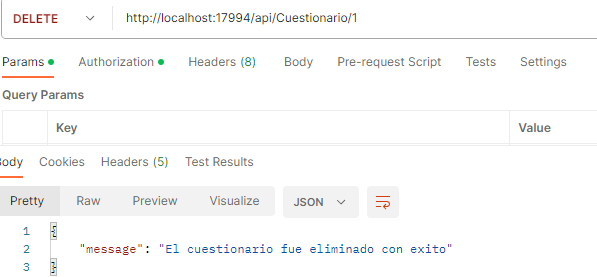 DELETE http://localhost:17994/api/Cuestionario/1
Params Authorization Headers (8) Body Pre-request Script Tests Settings
Query Params
Key Value
Body Cookies Headers (5) Test Results
Pretty Raw Preview Visualize JSON
1 {
2 "message": "El cuestionario fue eliminado con exito"
3 }